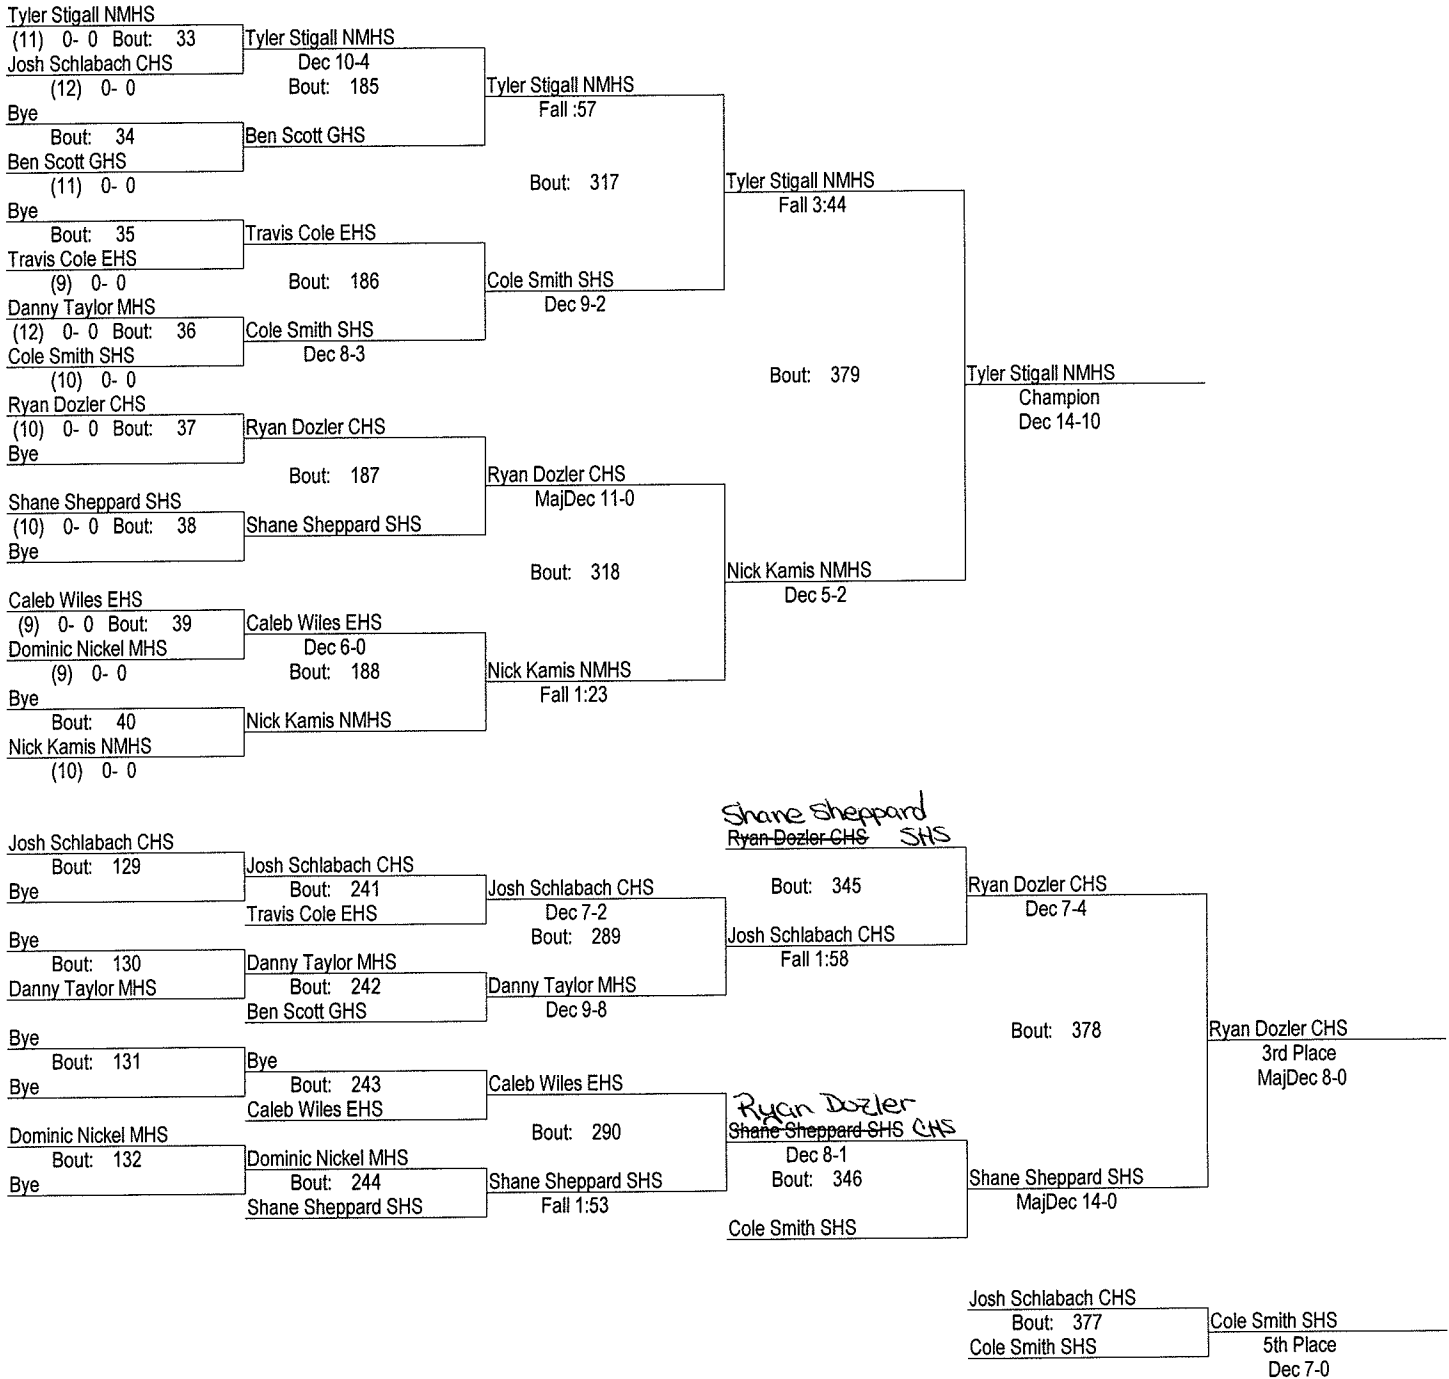 Tyler Stigall NMHS
(11) 0- 0 Bout: 33
Josh Schlabach CHS
(12) 0- 0
Bye
Bout: 34
Ben Scott GHS
(11) 0- 0
Bye
Bout: 35
Travis Cole EHS
(9) 0- 0
Danny Taylor MHS
(12) 0- 0 Bout: 36
Cole Smith SHS
(10) 0- 0
Ryan Dozler CHS
(10) 0- 0 Bout: 37
Bye
Shane Sheppard SHS
(10) 0- 0 Bout: 38
Bye
Caleb Wiles EHS
(9) 0- 0 Bout: 39
Dominic Nickel MHS
(9) 0- 0
Bye
Bout: 40
Nick Kamis NMHS
(10) 0- 0
Tyler Stigall NMHS
Dec 10-4
Bout: 185
Ben Scott GHS
Travis Cole EHS
Bout: 186
Cole Smith SHS
Dec 8-3
Ryan Dozler CHS
Bout: 187
Shane Sheppard SHS
Caleb Wiles EHS
Dec 6-0
Bout: 188
Nick Kamis NMHS
Tyler Stigall NMHS
Fall :57
Bout: 317
Cole Smith SHS
Dec 9-2
Ryan Dozler CHS
MajDec 11-0
Bout: 318
Nick Kamis NMHS
Fall 1:23
Tyler Stigall NMHS
Fall 3:44
Bout: 379
Nick Kamis NMHS
Dec 5-2
Tyler Stigall NMHS
Champion
Dec 14-10
Josh Schlabach CHS
Bout: 129
Bye
Bye
Bout: 130
Danny Taylor MHS
Bye
Bout: 131
Bye
Dominic Nickel MHS
Bout: 132
Bye
Josh Schlabach CHS
Bout: 241
Travis Cole EHS
Danny Taylor MHS
Bout: 242
Ben Scott GHS
Bye
Bout: 243
Caleb Wiles EHS
Dominic Nickel MHS
Bout: 244
Shane Sheppard SHS
Josh Schlabach CHS
Dec 7-2
Bout: 289
Danny Taylor MHS
Dec 9-8
Caleb Wiles EHS
Bout: 290
Shane Sheppard SHS
Fall 1:53
Shane Sheppard
Ryan Dozler CHS SHS
Bout: 345
Josh Schlabach CHS
Fall 1:58
Ryan Dozler
Shane Sheppard SHS CHS
Dec 8-1
Bout: 346
Cole Smith SHS
Ryan Dozler CHS
Dec 7-4
Bout: 378
Shane Sheppard SHS
MajDec 14-0
Ryan Dozler CHS
3rd Place
MajDec 8-0
Josh Schlabach CHS
Bout: 377
Cole Smith SHS
Cole Smith SHS
5th Place
Dec 7-0